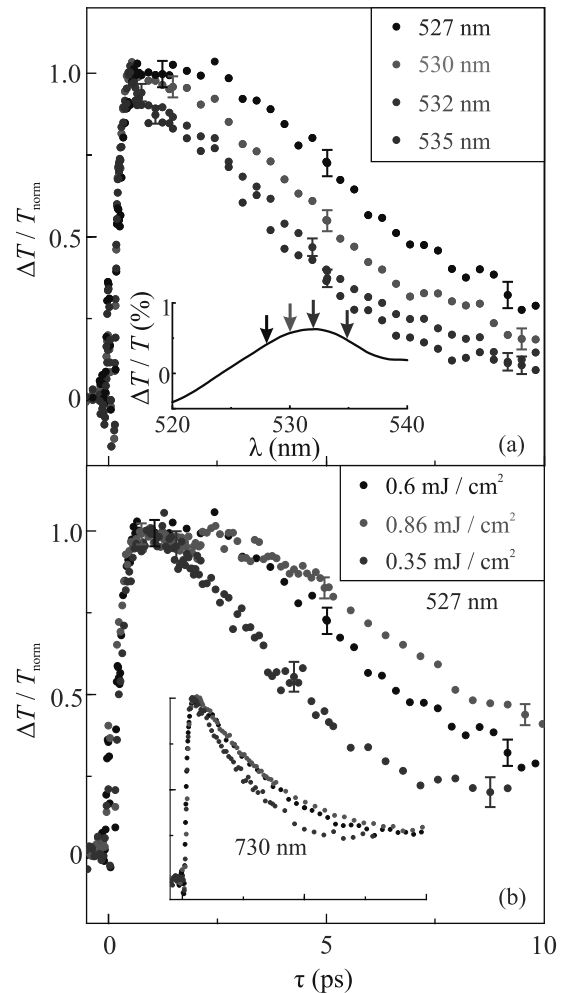 527 nm
530 nm
532 nm
535 nm
1.0
0.5
0
ΔT / T_norm
1
0
ΔT / T (%)
520
530
540
λ (nm)
(a)
0.6 mJ / cm²
0.86 mJ / cm²
0.35 mJ / cm²
527 nm
1.0
0.5
0
ΔT / T_norm
730 nm
(b)
0
5
10
τ (ps)